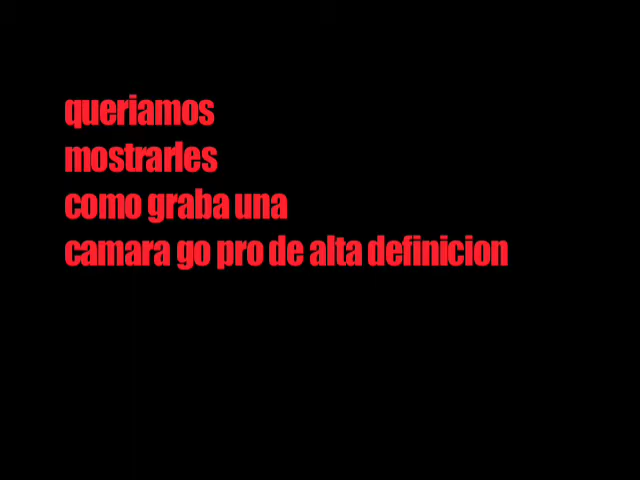 queriamos
mostrarles
como graba una
camara go pro de alta definicion